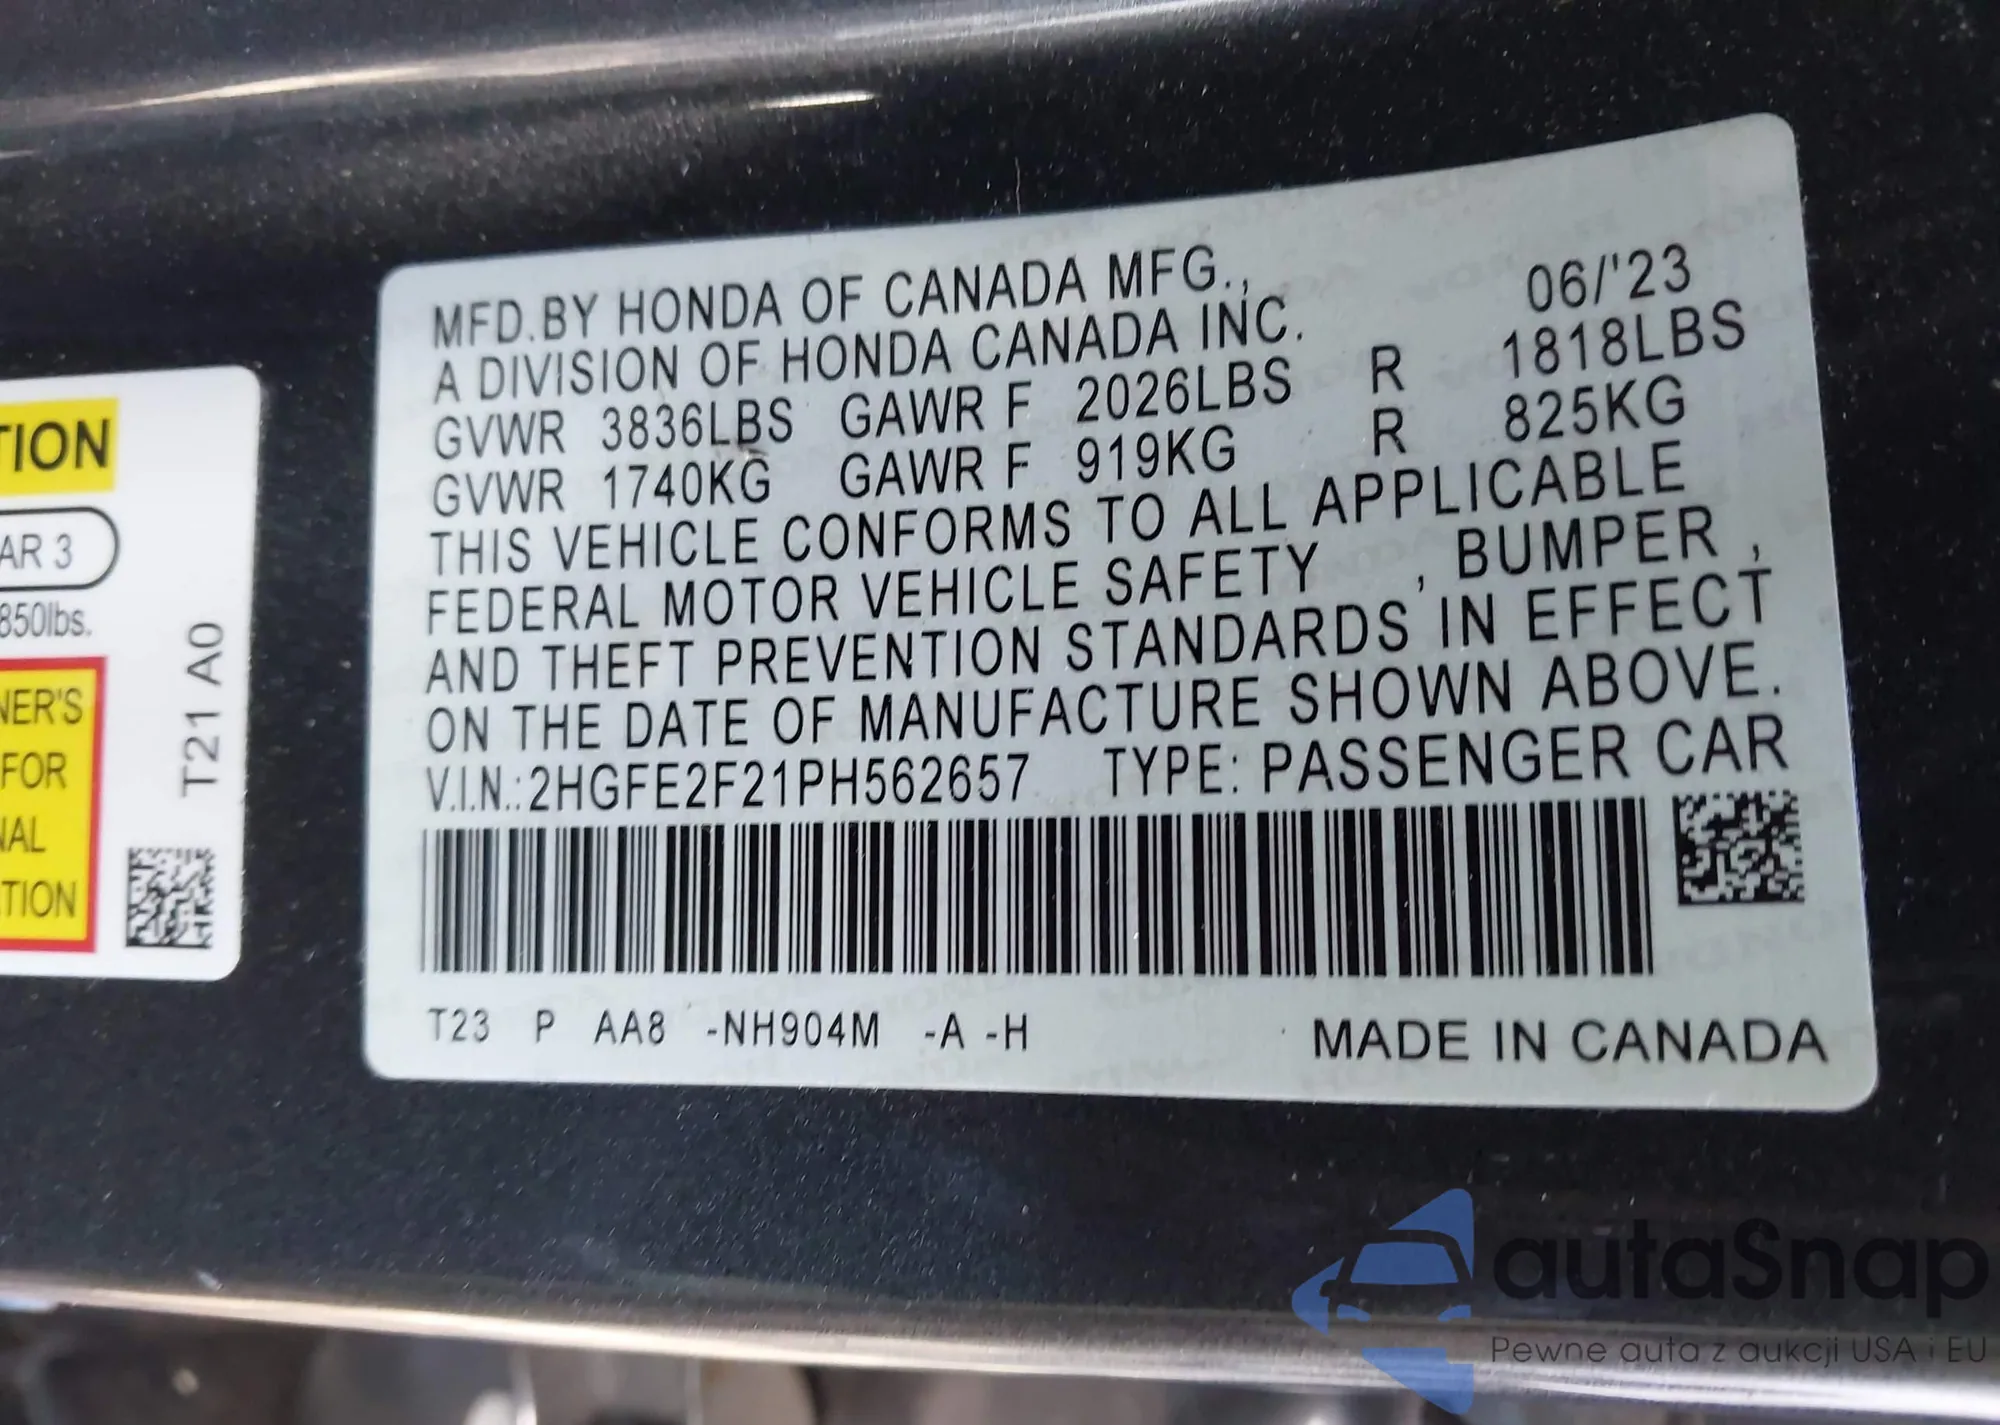 TION
AR 3
850lbs.
NER'S
FOR
NAL
TION
T21 A0
MFD.BY HONDA OF CANADA MFG., 06/'23
A DIVISION OF HONDA CANADA INC.
GVWR 3836LBS GAWR F 2026LBS R 1818LBS
GVWR 1740KG GAWR F 919KG R 825KG
THIS VEHICLE CONFORMS TO ALL APPLICABLE
FEDERAL MOTOR VEHICLE SAFETY , BUMPER ,
AND THEFT PREVENTION STANDARDS IN EFFECT
ON THE DATE OF MANUFACTURE SHOWN ABOVE.
V.I.N.:2HGFE2F21PH562657 TYPE: PASSENGER CAR
T23 P AA8 -NH904M -A -H MADE IN CANADA
autaSnap
Pewne auta z aukcji USA i EU